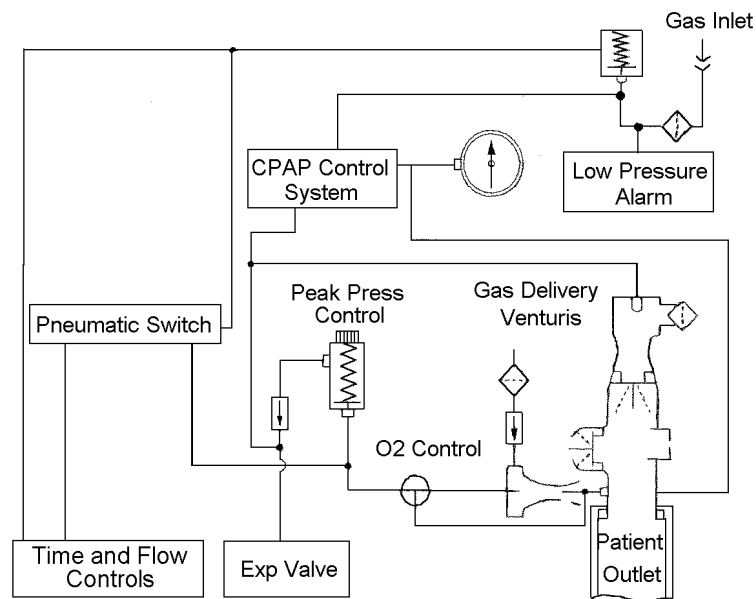 Gas Inlet
CPAP Control
System
Low Pressure
Alarm
Peak Press
Control
Gas Delivery
Venturis
Pneumatic Switch
O2 Control
Time and Flow
Controls
Exp Valve
Patient
Outlet